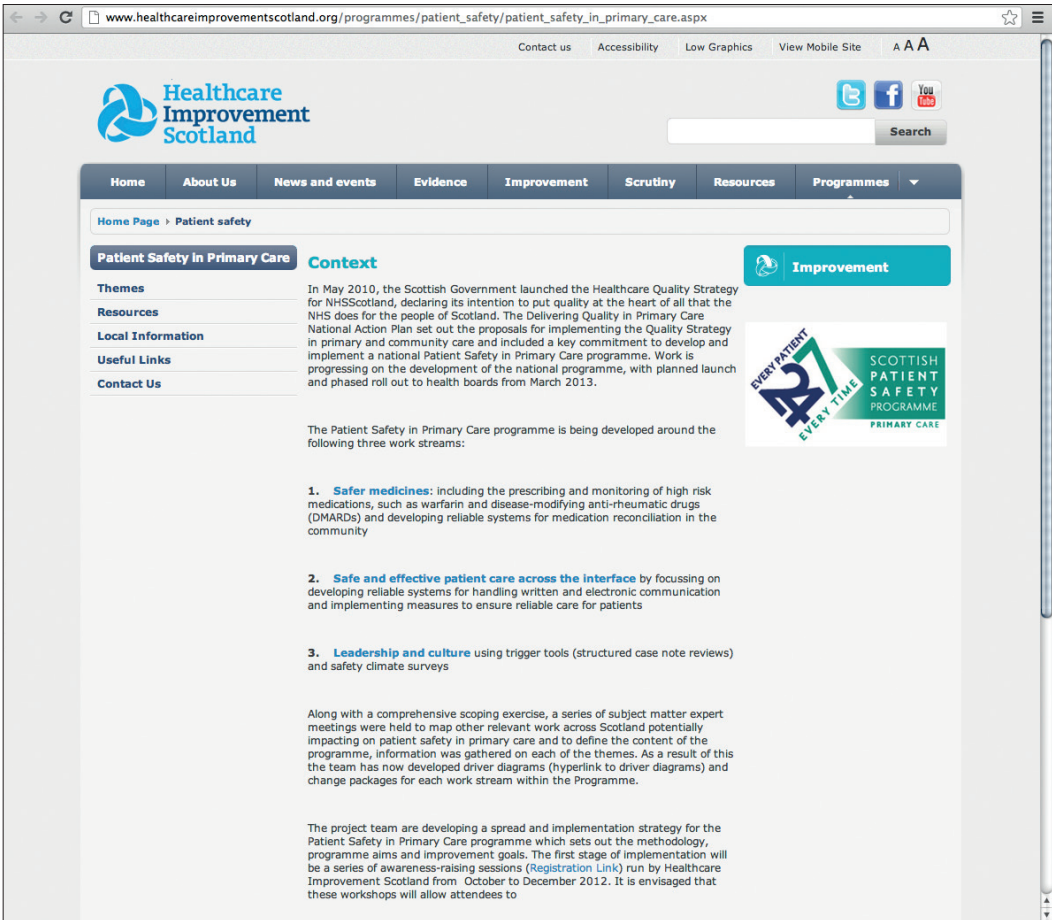 www.healthcareimprovementscotland.org/programmes/patient_safety/patient_safety_in_primary_care.aspx
Contact us Accessibility Low Graphics View Mobile Site A A A
Healthcare
Improvement
Scotland
You
Tube
Search
Home About Us News and events Evidence Improvement Scrutiny Resources Programmes
Home Page Patient safety
Patient Safety in Primary Care
Themes
Resources
Local Information
Useful Links
Contact Us
Context
In May 2010, the Scottish Government launched the Healthcare Quality Strategy
for NHSScotland, declaring its intention to put quality at the heart of all that the
NHS does for the people of Scotland. The Delivering Quality in Primary Care
National Action Plan set out the proposals for implementing the Quality Strategy
in primary and community care and included a key commitment to develop and
implement a national Patient Safety in Primary Care programme. Work is
progressing on the development of the national programme, with planned launch
and phased roll out to health boards from March 2013.
The Patient Safety in Primary Care programme is being developed around the
following three work streams:
1. Safer medicines: including the prescribing and monitoring of high risk
medications, such as warfarin and disease-modifying anti-rheumatic drugs
(DMARDs) and developing reliable systems for medication reconciliation in the
community
2. Safe and effective patient care across the interface by focussing on
developing reliable systems for handling written and electronic communication
and implementing measures to ensure reliable care for patients
3. Leadership and culture using trigger tools (structured case note reviews)
and safety climate surveys
Along with a comprehensive scoping exercise, a series of subject matter expert
meetings were held to map other relevant work across Scotland potentially
impacting on patient safety in primary care and to define the content of the
programme, information was gathered on each of the themes. As a result of this
the team has now developed driver diagrams (hyperlink to driver diagrams) and
change packages for each work stream within the Programme.
The project team are developing a spread and implementation strategy for the
Patient Safety in Primary Care programme which sets out the methodology,
programme aims and improvement goals. The first stage of implementation will
be a series of awareness-raising sessions (Registration Link) run by Healthcare
Improvement Scotland from October to December 2012. It is envisaged that
these workshops will allow attendees to
Improvement
EVERY PATIENT
24 7
EVERY TIME
SCOTTISH
PATIENT
SAFETY
PROGRAMME
PRIMARY CARE